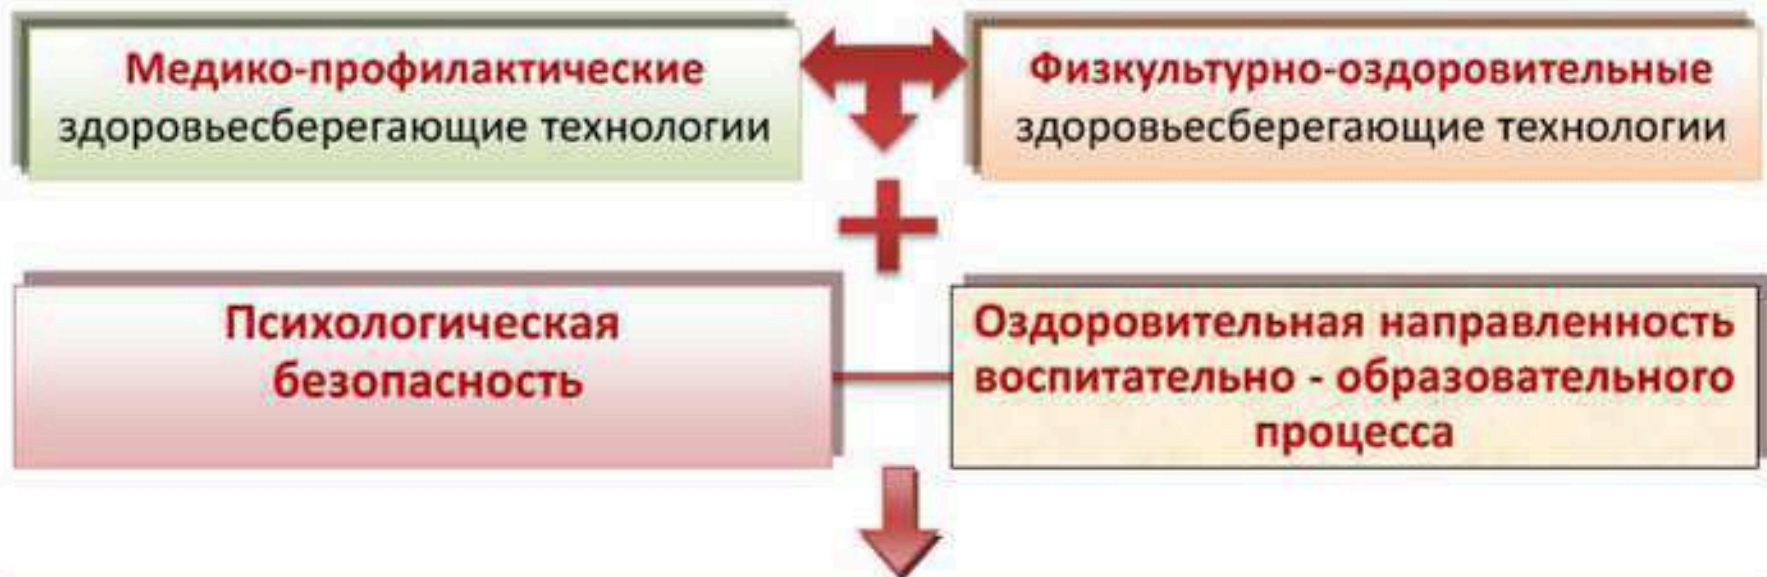 Медико-профилактические
здоровьесберегающие технологии
Физкультурно-оздоровительные
здоровьесберегающие технологии
Психологическая
безопасность
Оздоровительная направленность
воспитательно - образовательного
процесса